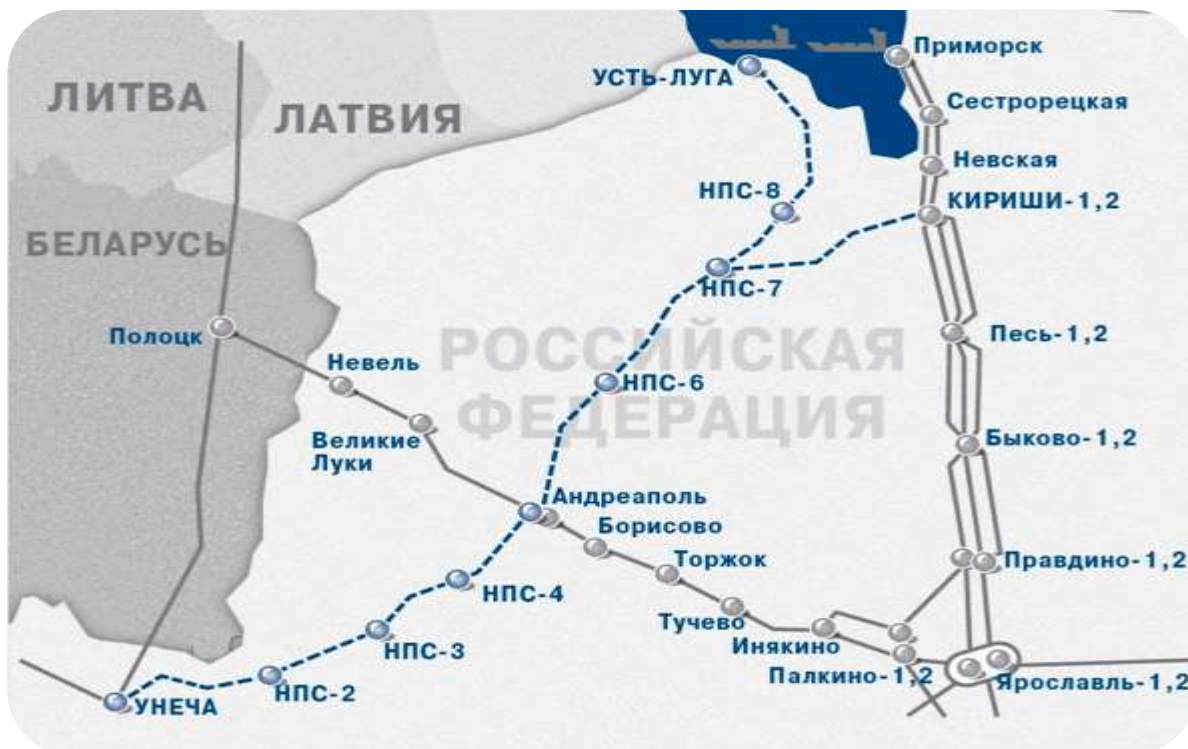 Приморск
УСТЬ-ЛУГА
ЛИТВА
Сестрорецкая
ЛАТВИЯ
Невская
НПС-8
КИРИШИ-1,2
БЕЛАРУСЬ
НПС-7
Полоцк
РОССИЙСКАЯ
ФЕДЕРАЦИЯ
Песь-1,2
Невель
НПС-6
Великие
Луки
Быково-1,2
Андреаполь
Борисово
Торжок
Правдино-1,2
НПС-4
Тучево
НПС-3
Инякино
Палкино-1,2
Ярославль-1,2
НПС-2
УНЕЧА